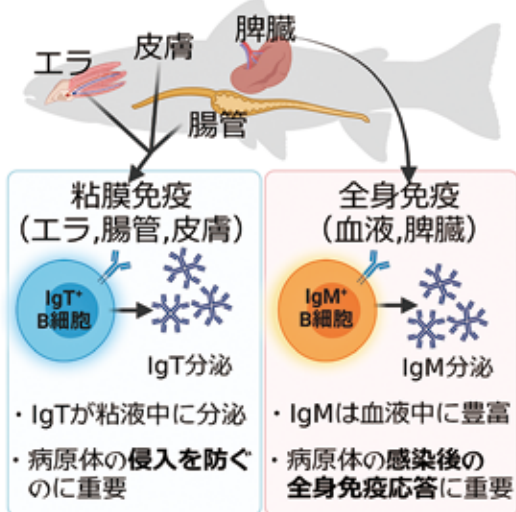 エラ
皮膚
脾臓
腸管
粘膜免疫
(エラ,腸管,皮膚)
IgT⁺
B細胞
IgT分泌
・IgTが粘液中に分泌
・病原体の侵入を防ぐ
のに重要
全身免疫
(血液,脾臓)
IgM⁺
B細胞
IgM分泌
・IgMは血液中に豊富
・病原体の感染後の
全身免疫応答に重要